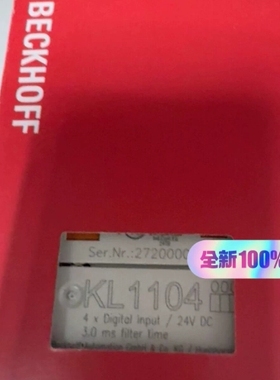 BECKHOFF
Ser.Nr.:2720000
全新100%
KL1104
4 x Digital input / 24V DC
3.0 ms filter time